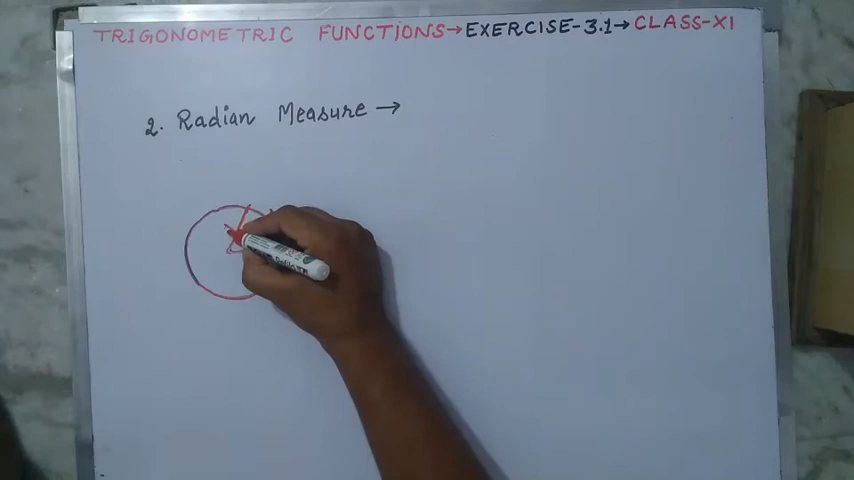 TRIGONOMETRIC FUNCTIONS→EXERCISE-3.1→CLASS-XI
2. Radian Measure →